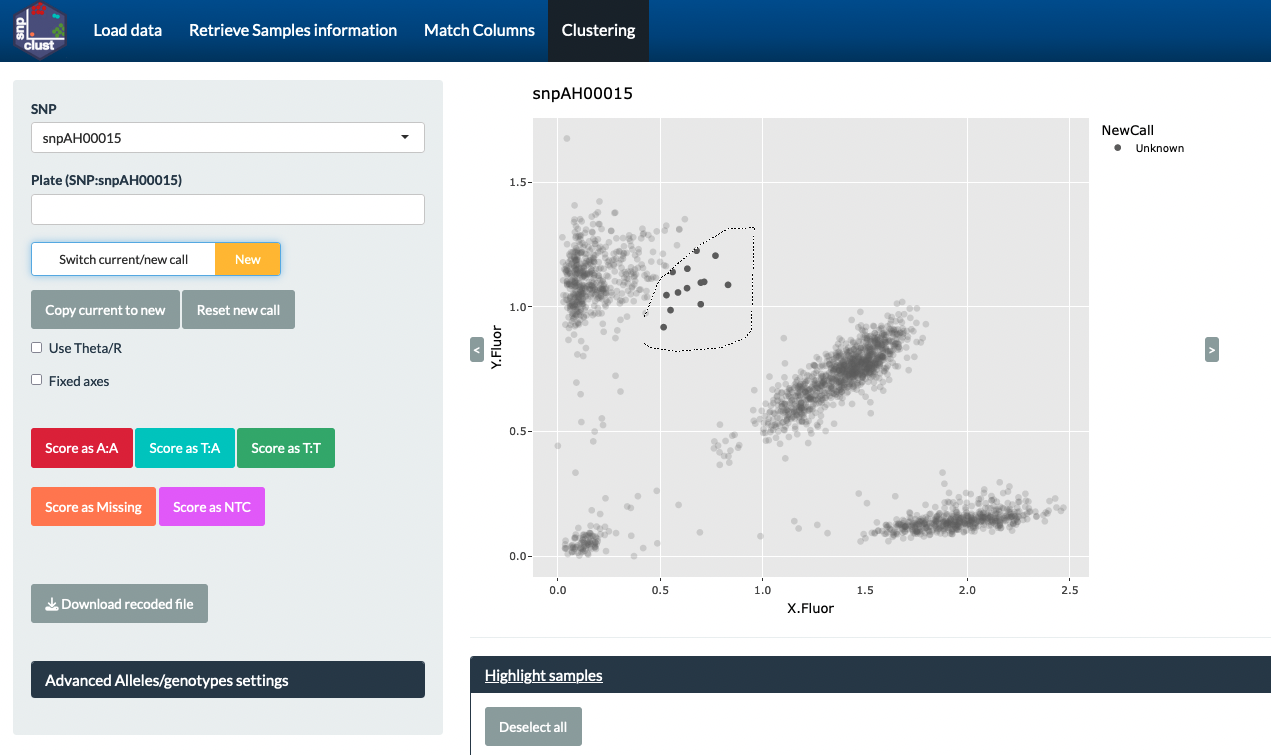 snp
clust
Load data
Retrieve Samples information
Match Columns
Clustering
SNP
snpAH00015
Plate (SNP:snpAH00015)
Switch current/new call
New
Copy current to new
Reset new call
Use Theta/R
Fixed axes
Score as A:A
Score as T:A
Score as T:T
Score as Missing
Score as NTC
Download recoded file
Advanced Alleles/genotypes settings
snpAH00015
NewCall
Unknown
1.5
1.0
0.5
0.0
Y.Fluor
<
>
0.0
0.5
1.0
1.5
2.0
2.5
X.Fluor
Highlight samples
Deselect all